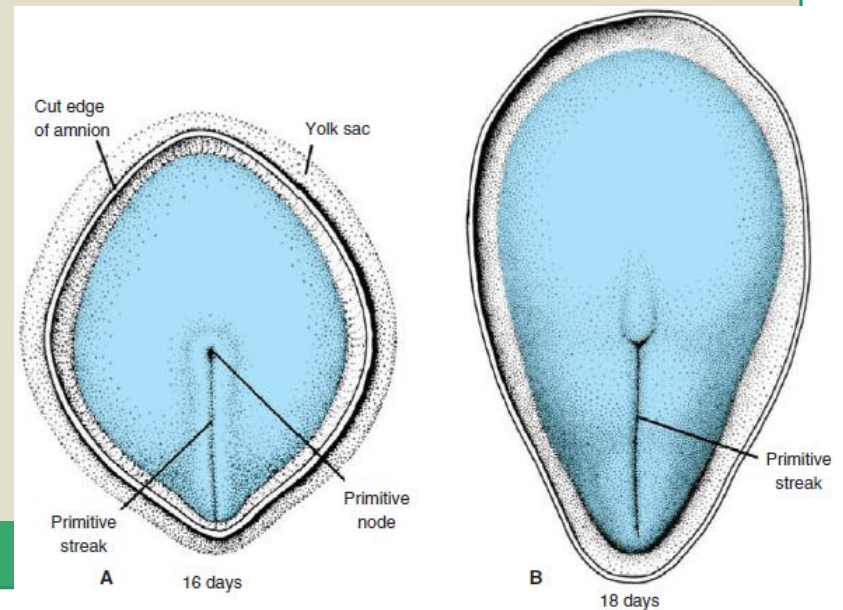 Cut edge
of amnion
Yolk sac
Primitive
streak
Primitive
node
A
16 days
Primitive
streak
B
18 days